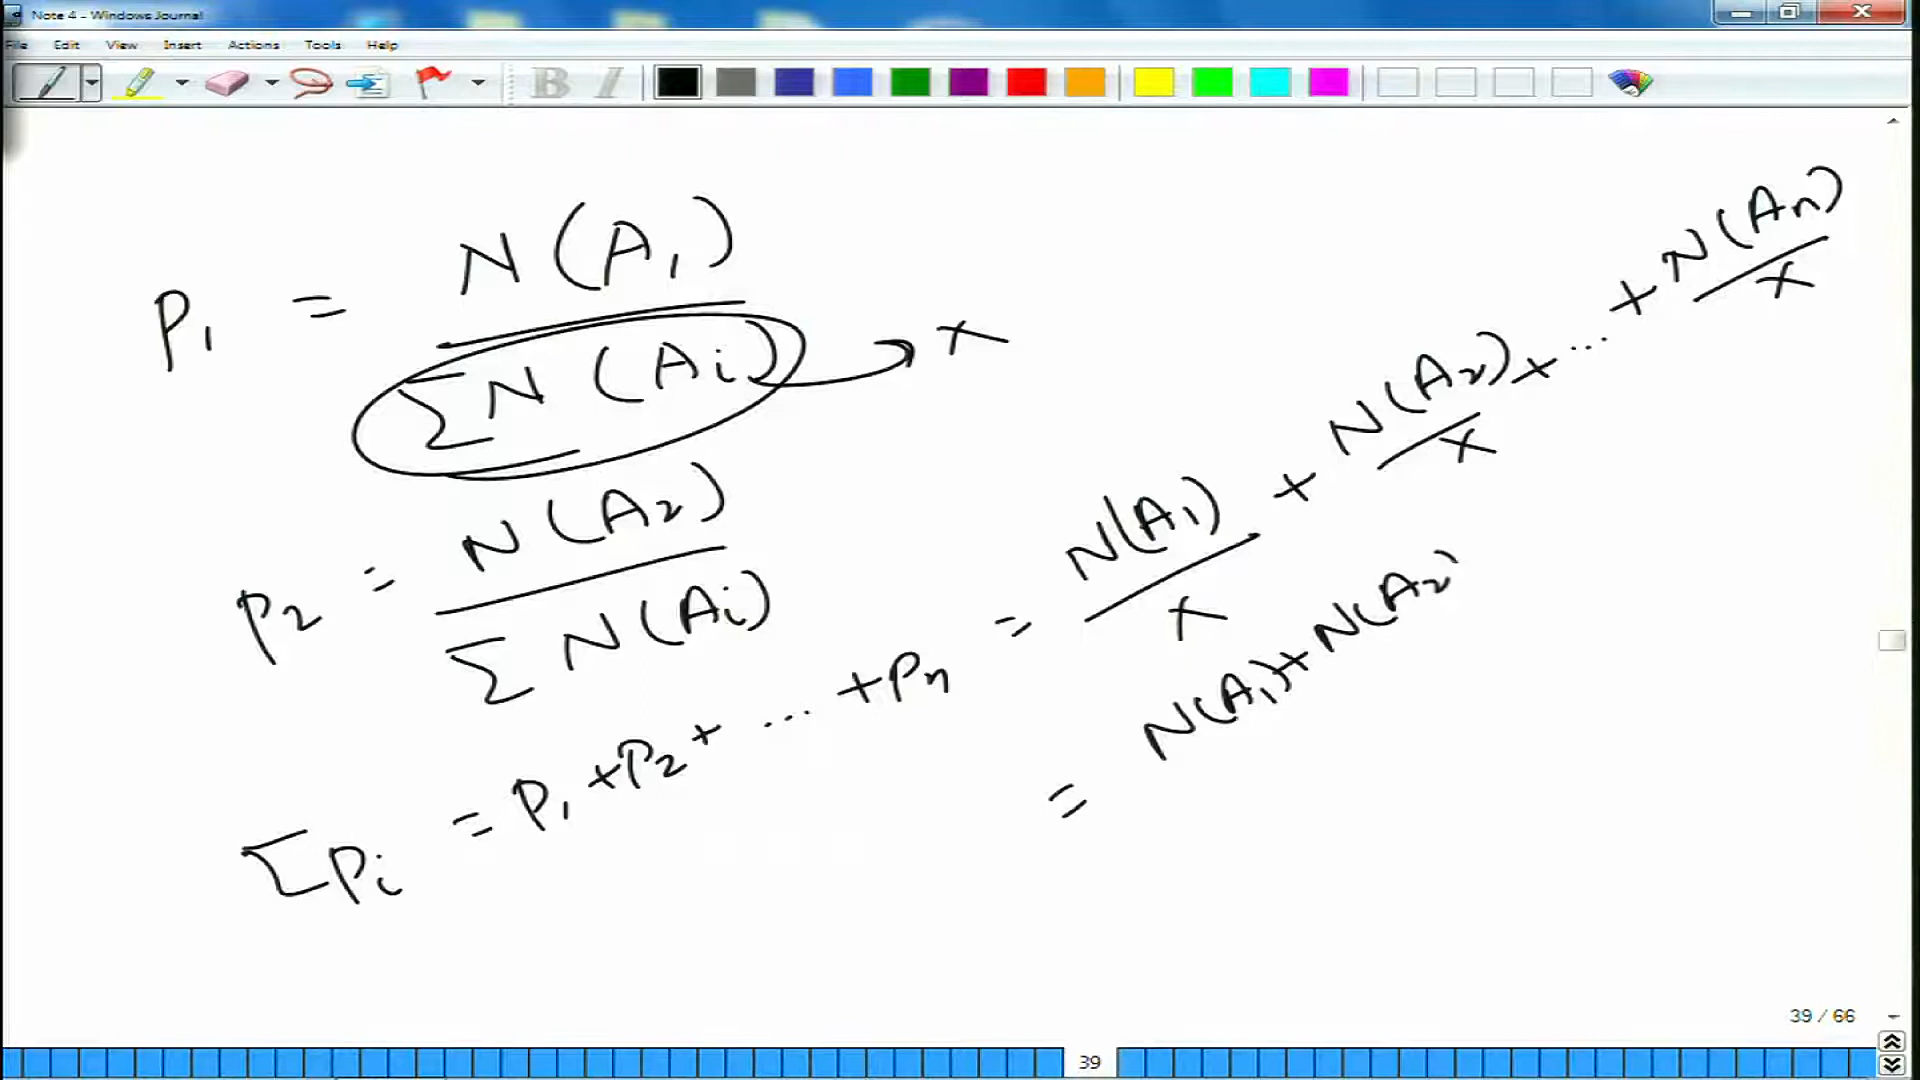 Note 4 - Windows Journal
File Edit View Insert Actions Tools Help
B I
P₁ = N(A₁) / ΣN(Aᵢ) → x
P₂ = N(A₂) / ΣN(Aᵢ)
ΣPᵢ = P₁ + P₂ + ... + Pₙ = N(A₁)/x + N(A₂)/x + ... + N(Aₙ)/x
= N(A₁) + N(A₂)
39 / 66
39